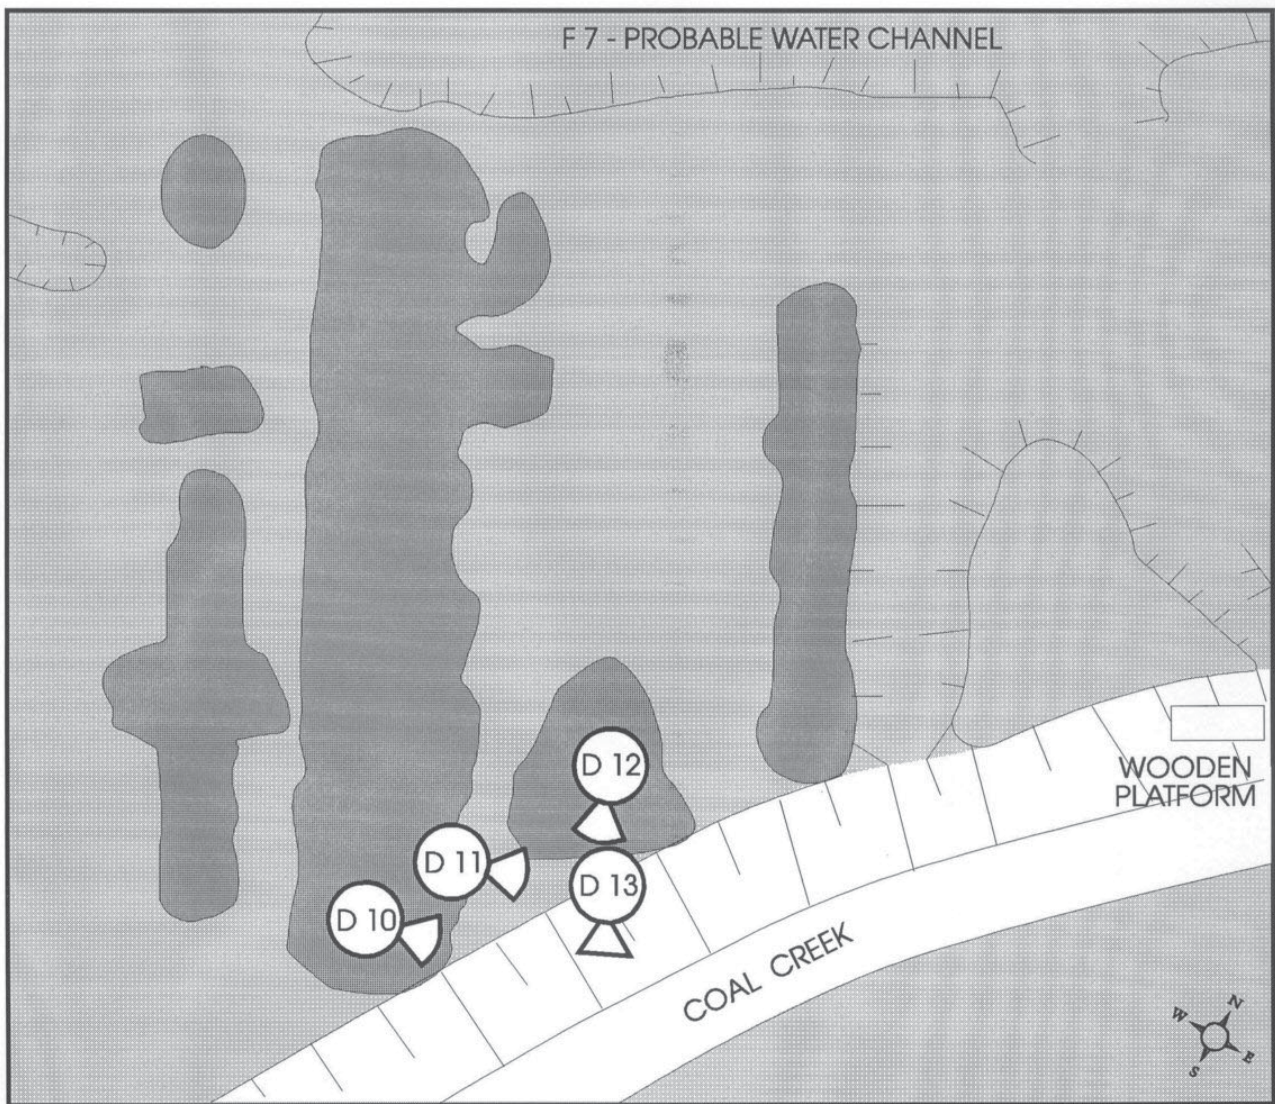 F 7 - PROBABLE WATER CHANNEL
D 12
WOODEN
PLATFORM
D 11
D 13
D 10
COAL CREEK
N
W
E
S